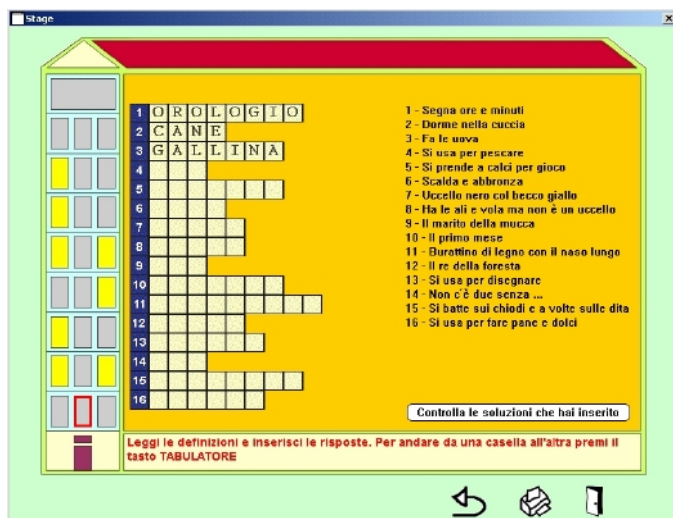 Stage
1 OROLOGIO
2 CANE
3 GALLINA
4
5
6
7
8
9
10
11
12
13
14
15
16
1 - Segna ore e minuti
2 - Dorme nella cuccia
3 - Fa le uova
4 - Si usa per pescare
5 - Si prende a calci per gioco
6 - Scalda e abbronza
7 - Uccello nero col becco giallo
8 - Ha le ali e vola ma non è un uccello
9 - Il marito della mucca
10 - Il primo mese
11 - Burattino di legno con il naso lungo
12 - Il re della foresta
13 - Si usa per disegnare
14 - Non c'è due senza ...
15 - Si batte sui chiodi e a volte sulle dita
16 - Si usa per fare pane e dolci
Controlla le soluzioni che hai inserito
Leggi le definizioni e inserisci le risposte. Per andare da una casella all'altra premi il
tasto TABULATORE